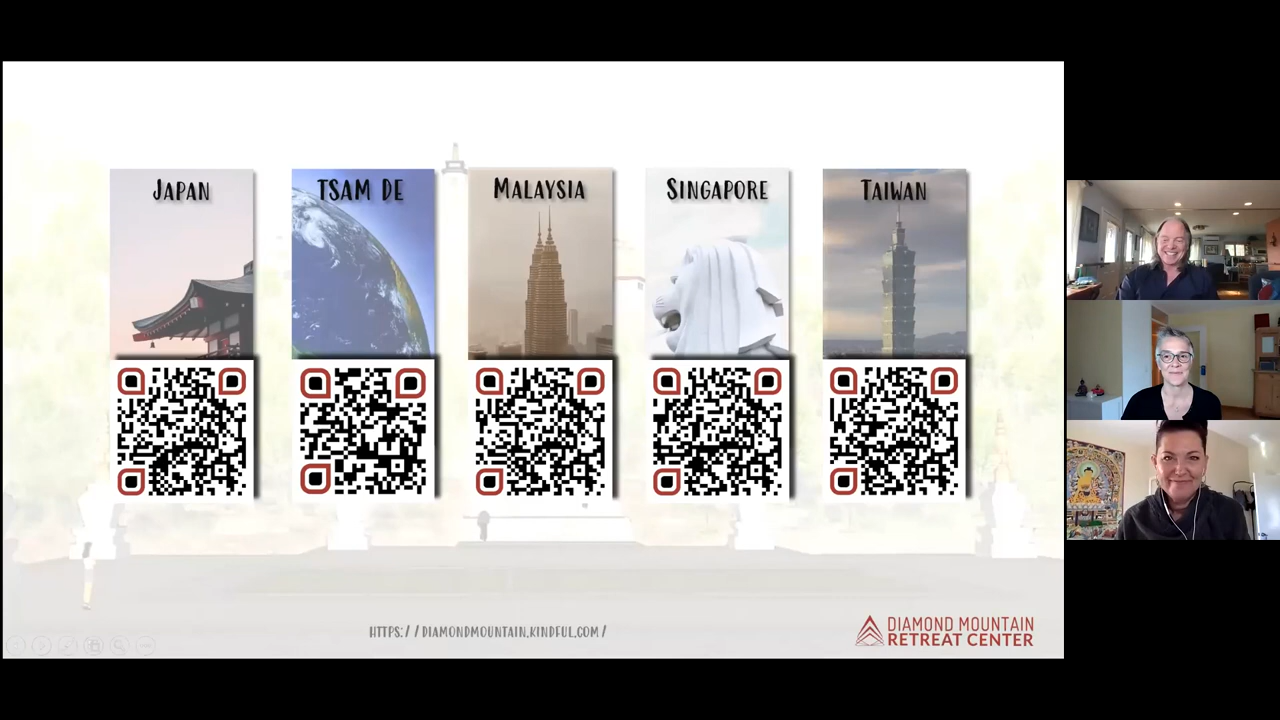 JAPAN
TSAM DE
MALAYSIA
SINGAPORE
TAIWAN
HTTPS://DIAMONDMOUNTAIN.KINDFUL.COM/
DIAMOND MOUNTAIN
RETREAT CENTER